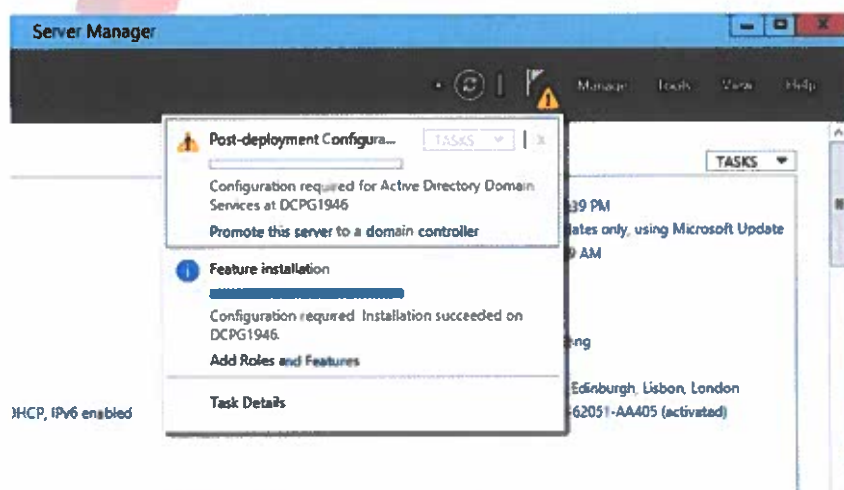 Server Manager
Manage Tools View Help
Post-deployment Configura... TASKS x
Configuration required for Active Directory Domain
Services at DCPG1946
Promote this server to a domain controller
Feature installation
Configuration required. Installation succeeded on
DCPG1946.
Add Roles and Features
Task Details
TASKS
:39 PM
lates only, using Microsoft Update
AM
ng
Edinburgh, Lisbon, London
-62051-AA405 (activated)
DHCP, IPv6 enabled